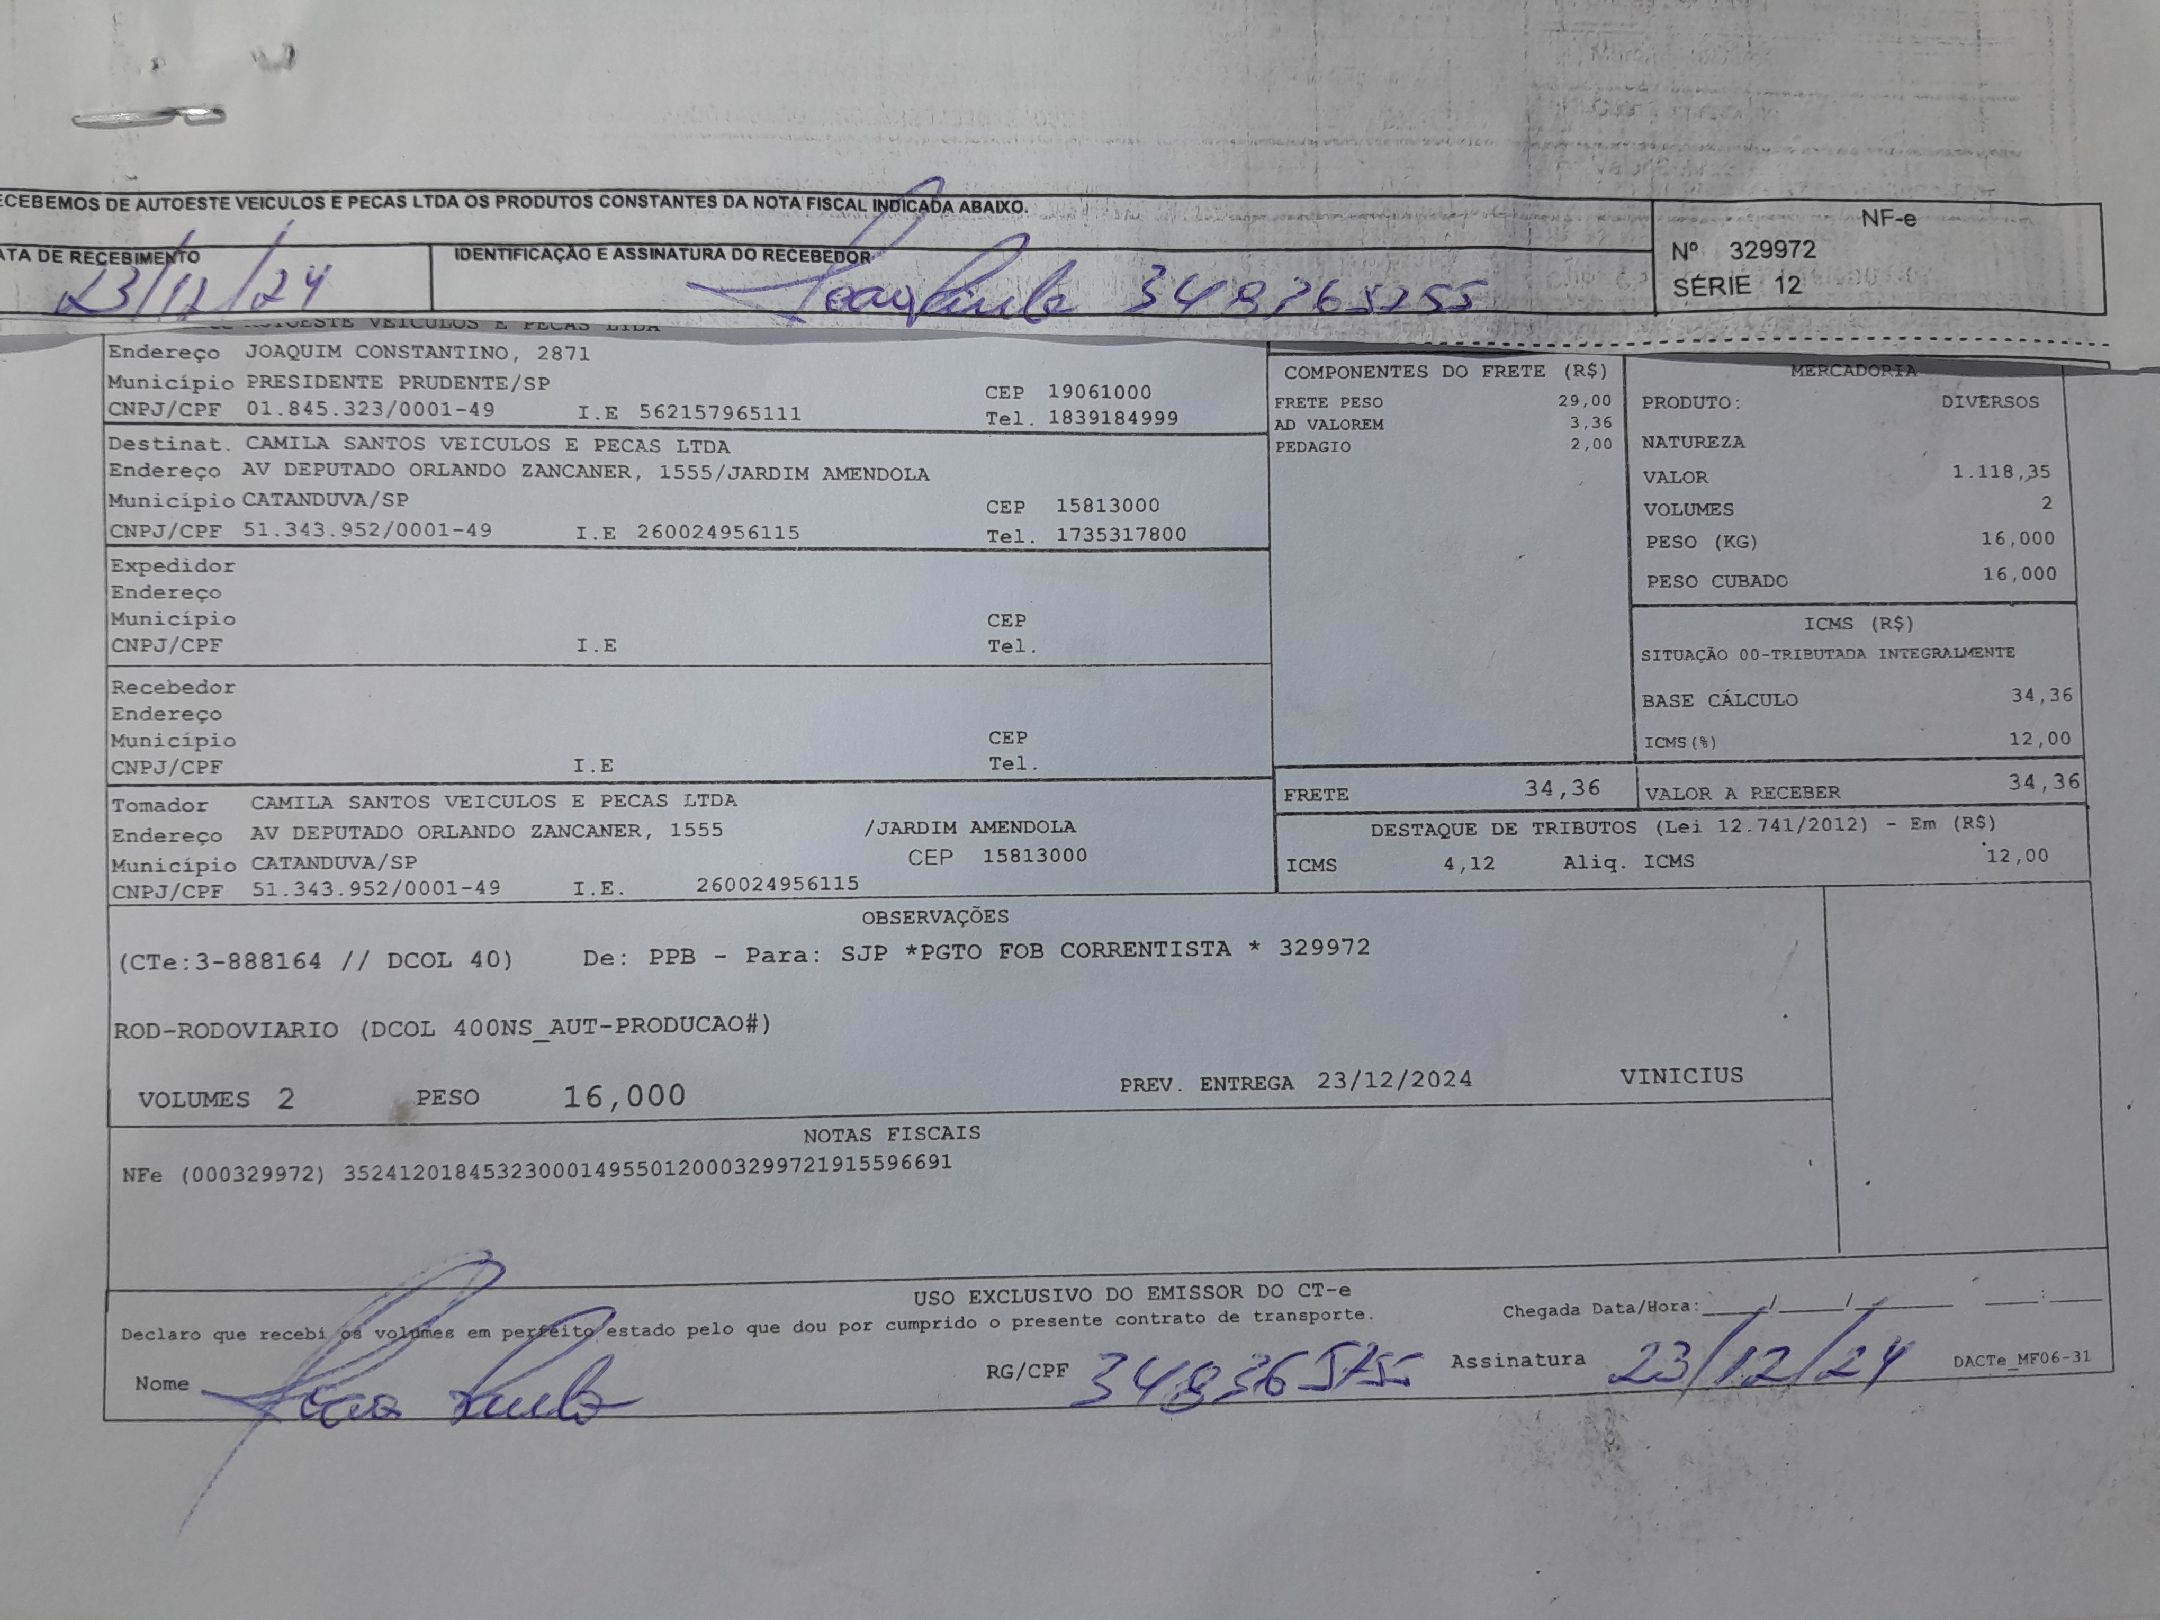 ECEBEMOS DE AUTOESTE VEICULOS E PECAS LTDA OS PRODUTOS CONSTANTES DA NOTA FISCAL INDICADA ABAIXO.
NF-e
Nº 329972
SÉRIE 12
ATA DE RECEBIMENTO
23/12/24
IDENTIFICAÇÃO E ASSINATURA DO RECEBEDOR
João Paulo
AUTOESTE VEICULOS E PECAS LTDA
Endereço JOAQUIM CONSTANTINO, 2871
Município PRESIDENTE PRUDENTE/SP CEP 19061000
CNPJ/CPF 01.845.323/0001-49 I.E 562157965111 Tel. 1839184999
Destinat. CAMILA SANTOS VEICULOS E PECAS LTDA
Endereço AV DEPUTADO ORLANDO ZANCANER, 1555/JARDIM AMENDOLA
Município CATANDUVA/SP CEP 15813000
CNPJ/CPF 51.343.952/0001-49 I.E 260024956115 Tel. 1735317800
Expedidor
Endereço
Município CEP
CNPJ/CPF I.E Tel.
Recebedor
Endereço
Município CEP
CNPJ/CPF I.E Tel.
Tomador CAMILA SANTOS VEICULOS E PECAS LTDA
Endereço AV DEPUTADO ORLANDO ZANCANER, 1555 /JARDIM AMENDOLA
Município CATANDUVA/SP CEP 15813000
CNPJ/CPF 51.343.952/0001-49 I.E. 260024956115
COMPONENTES DO FRETE (R$)
FRETE PESO 29,00
AD VALOREM 3,36
PEDAGIO 2,00
FRETE 34,36
MERCADORIA
PRODUTO: DIVERSOS
NATUREZA
VALOR 1.118,35
VOLUMES 2
PESO (KG) 16,000
PESO CUBADO 16,000
ICMS (R$)
SITUAÇÃO 00-TRIBUTADA INTEGRALMENTE
BASE CÁLCULO 34,36
ICMS(%) 12,00
VALOR A RECEBER 34,36
DESTAQUE DE TRIBUTOS (Lei 12.741/2012) - Em (R$)
ICMS 4,12 Aliq. ICMS 12,00
OBSERVAÇÕES
(CTe:3-888164 // DCOL 40) De: PPB - Para: SJP *PGTO FOB CORRENTISTA * 329972
ROD-RODOVIARIO (DCOL 400NS_AUT-PRODUCAO#)
VOLUMES 2 PESO 16,000 PREV. ENTREGA 23/12/2024 VINICIUS
NOTAS FISCAIS
NFe (000329972) 35241201845323000149550120003299721915596691
USO EXCLUSIVO DO EMISSOR DO CT-e
Declaro que recebi os volumes em perfeito estado pelo que dou por cumprido o presente contrato de transporte.
Chegada Data/Hora:____/____/____ ___:___
Nome João Paulo RG/CPF Assinatura 23/12/24 DACTe_MF06-31